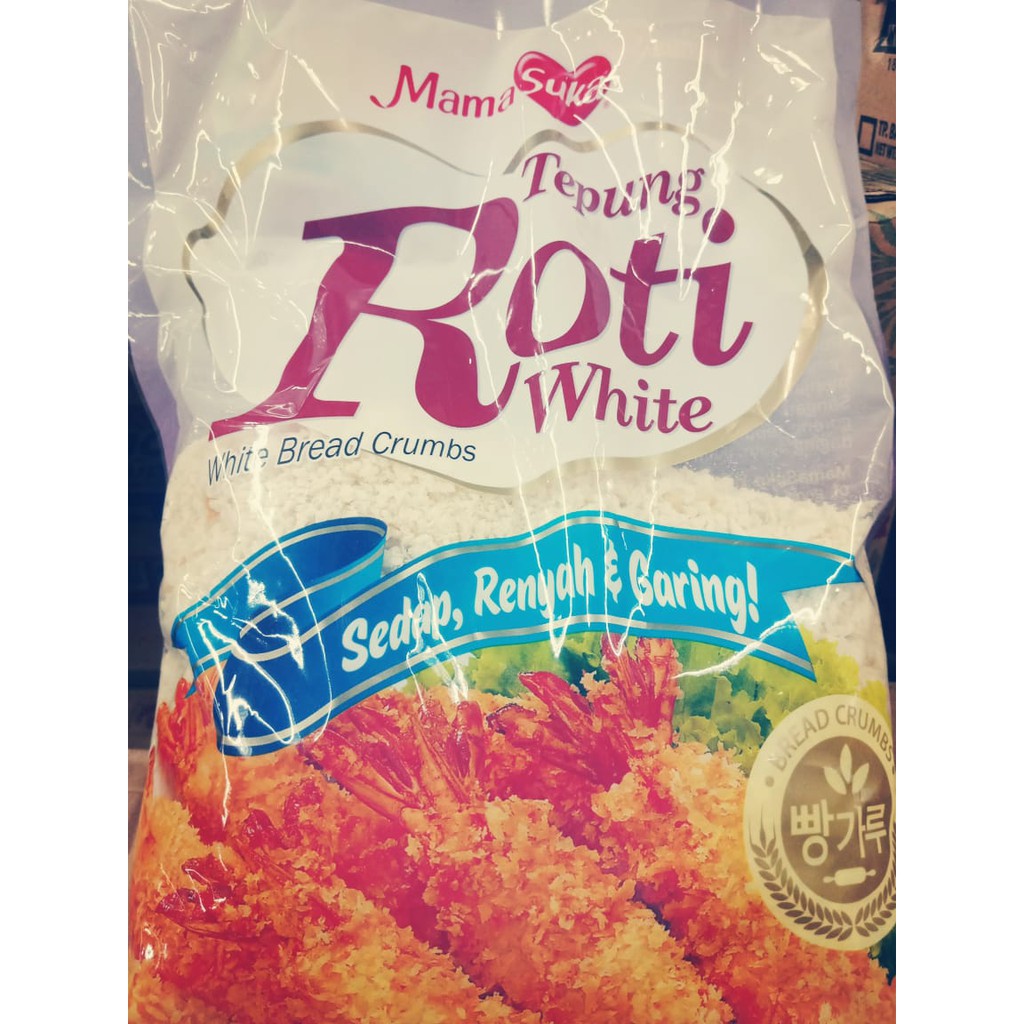 Mama Suka
Tepung
Roti
White
White Bread Crumbs
Sedap, Renyah & Garing!
BREAD CRUMBS
빵가루